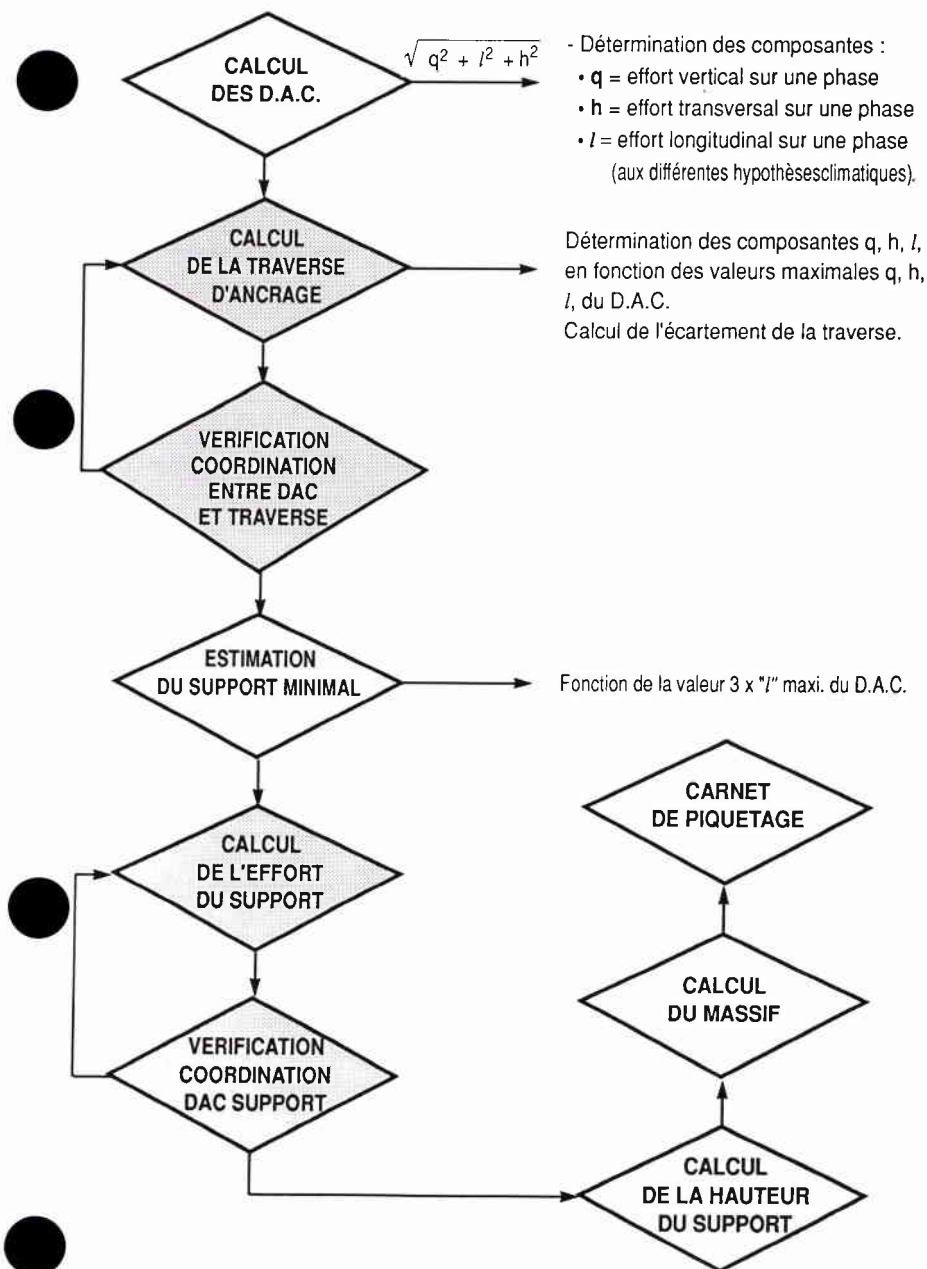 CALCUL
DES D.A.C.
√ q² + l² + h²
- Détermination des composantes :
• q = effort vertical sur une phase
• h = effort transversal sur une phase
• l = effort longitudinal sur une phase
(aux différentes hypothèsesclimatiques).
CALCUL
DE LA TRAVERSE
D'ANCRAGE
Détermination des composantes q, h, l,
en fonction des valeurs maximales q, h,
l, du D.A.C.
Calcul de l'écartement de la traverse.
VERIFICATION
COORDINATION
ENTRE DAC
ET TRAVERSE
ESTIMATION
DU SUPPORT MINIMAL
Fonction de la valeur 3 x "l" maxi. du D.A.C.
CALCUL
DE L'EFFORT
DU SUPPORT
VERIFICATION
COORDINATION
DAC SUPPORT
CALCUL
DE LA HAUTEUR
DU SUPPORT
CALCUL
DU MASSIF
CARNET
DE PIQUETAGE